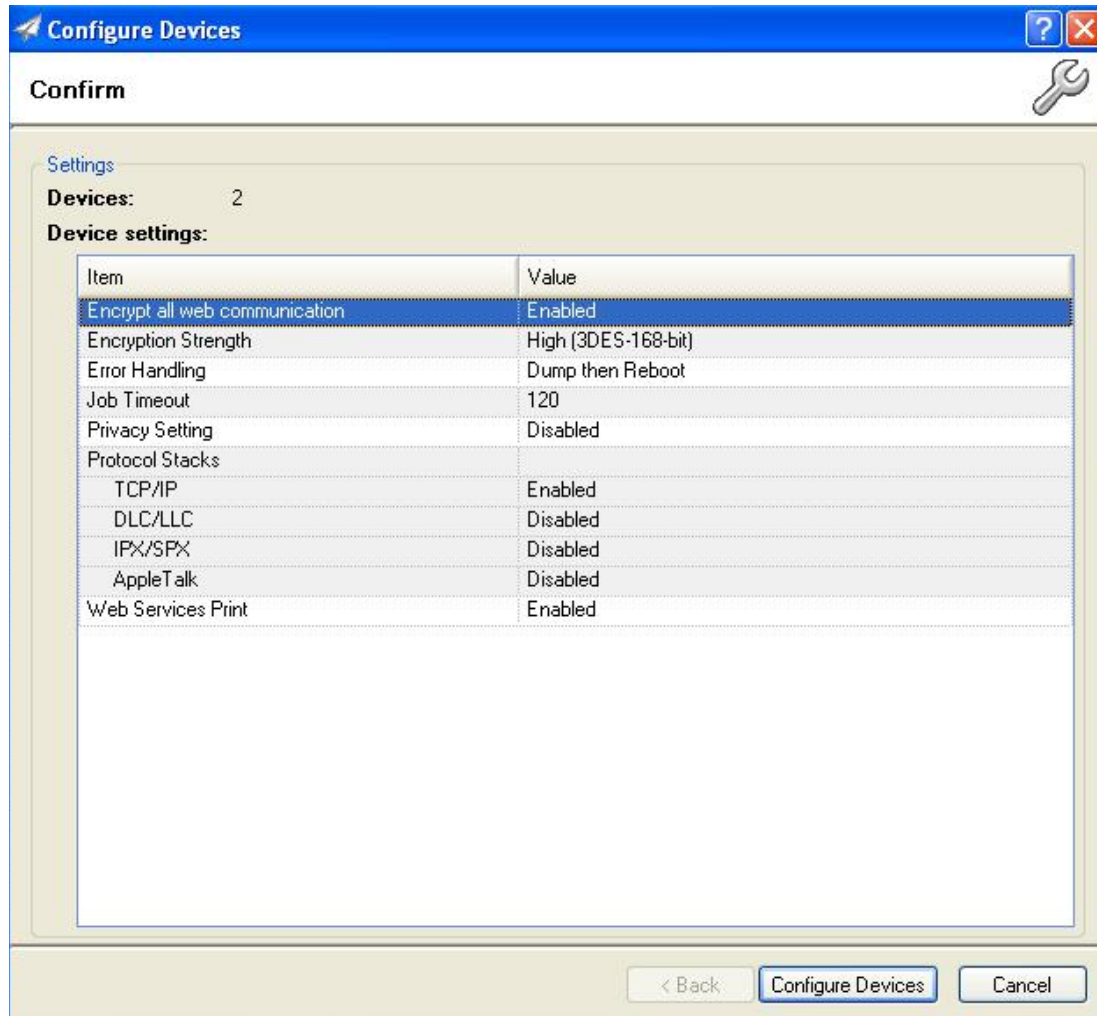 Configure Devices
Confirm
Settings
Devices: 2
Device settings:
Item Value
Encrypt all web communication Enabled
Encryption Strength High (3DES-168-bit)
Error Handling Dump then Reboot
Job Timeout 120
Privacy Setting Disabled
Protocol Stacks
TCP/IP Enabled
DLC/LLC Disabled
IPX/SPX Disabled
AppleTalk Disabled
Web Services Print Enabled
< Back Configure Devices Cancel